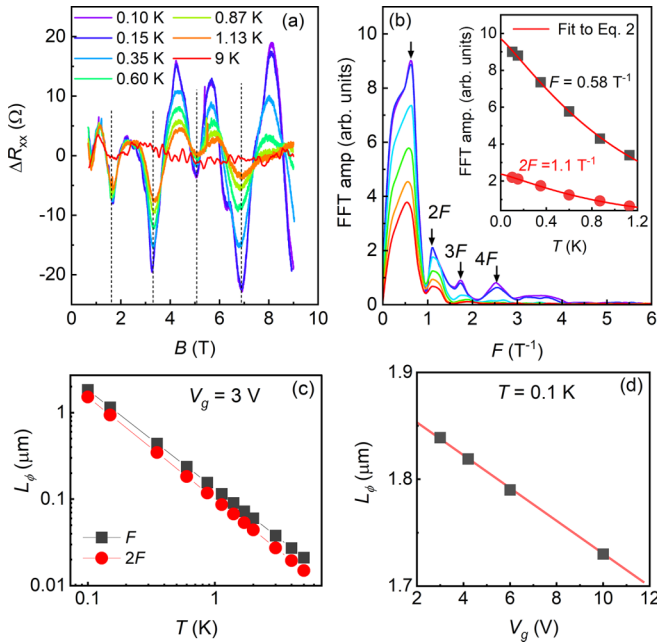 (a)
0.10 K
0.15 K
0.35 K
0.60 K
0.87 K
1.13 K
9 K
20
10
0
-10
-20
0 2 4 6 8 10
ΔRxx (Ω)
B (T)
(b)
FFT amp (arb. units)
10
8
6
4
2
0
0 1 2 3 4 5 6
F (T⁻¹)
2F
3F
4F
FFT amp. (arb. units)
10
8
6
4
2
0
0.0 0.4 0.8 1.2
T (K)
Fit to Eq. 2
F = 0.58 T⁻¹
2F=1.1 T⁻¹
(c)
Vg = 3 V
Lϕ (μm)
1
0.1
0.01
0.1 1
T (K)
F
2F
(d)
T = 0.1 K
Lϕ (μm)
1.9
1.8
1.7
2 4 6 8 10 12
Vg (V)